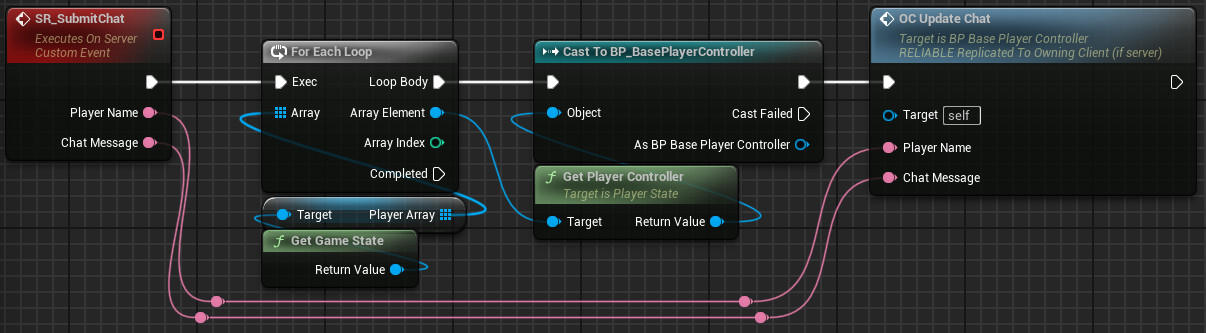 SR_SubmitChat
Executes On Server
Custom Event
Player Name
Chat Message
For Each Loop
Exec Loop Body
Array Array Element
Array Index
Completed
Target Player Array
Get Game State
Return Value
Cast To BP_BasePlayerController
Object Cast Failed
As BP Base Player Controller
Get Player Controller
Target is Player State
Target Return Value
OC Update Chat
Target is BP Base Player Controller
RELIABLE Replicated To Owning Client (if server)
Target self
Player Name
Chat Message